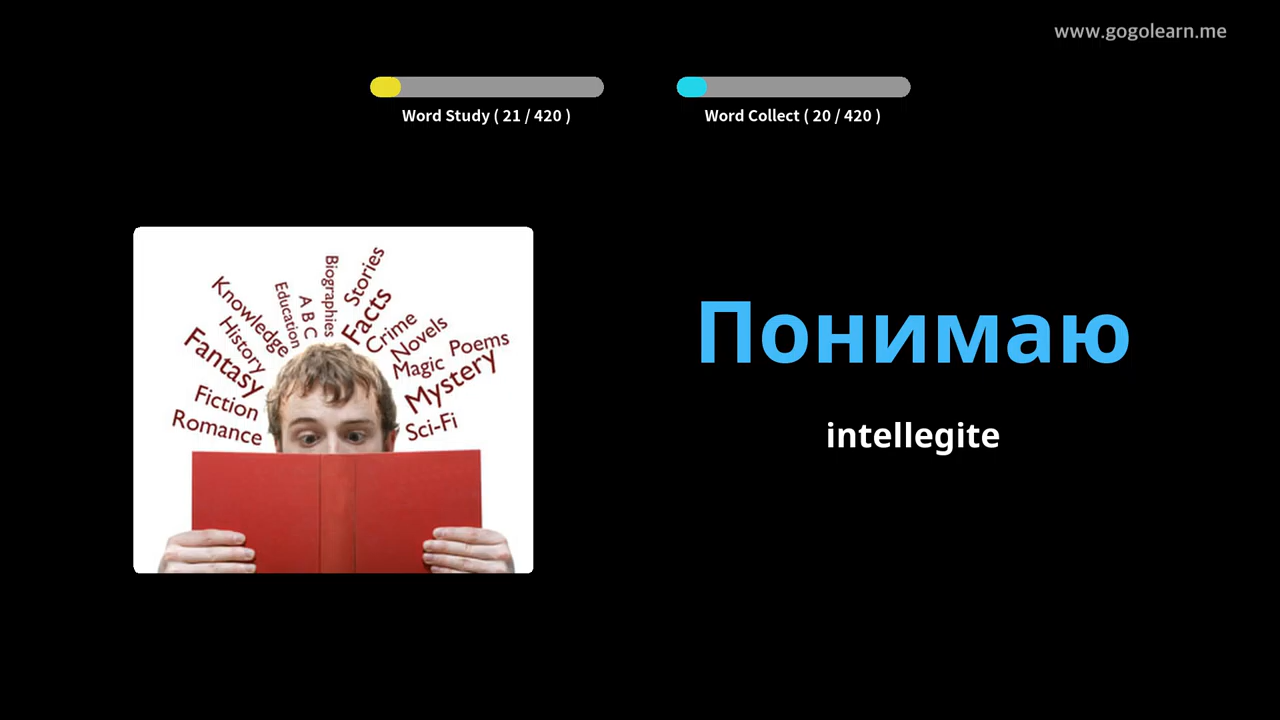 www.gogolearn.me
Word Study ( 21 / 420 )
Word Collect ( 20 / 420 )
Romance
Fiction
Fantasy
History
Knowledge
Education
A B C
Biographies
Stories
Facts
Crime
Novels
Magic
Poems
Mystery
Sci-Fi
Понимаю
intellegite